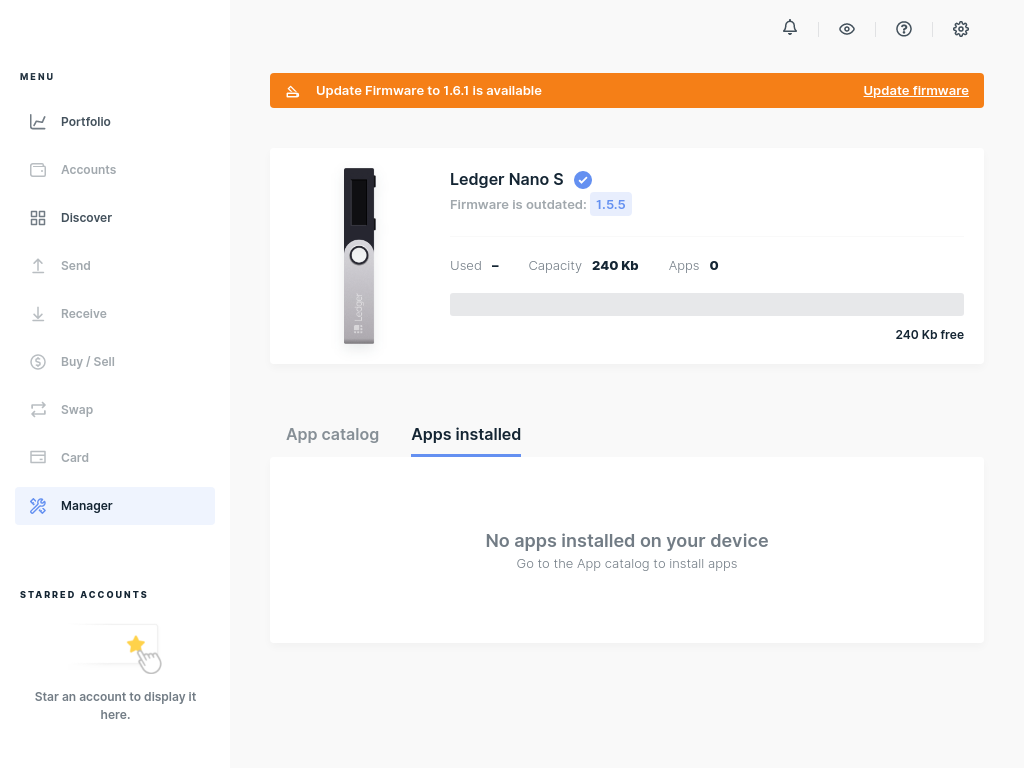 MENU
Portfolio
Accounts
Discover
Send
Receive
Buy / Sell
Swap
Card
Manager
STARRED ACCOUNTS
Star an account to display it
here.
Update Firmware to 1.6.1 is available
Update firmware
Ledger
Ledger Nano S
Firmware is outdated: 1.5.5
Used – Capacity 240 Kb Apps 0
240 Kb free
App catalog Apps installed
No apps installed on your device
Go to the App catalog to install apps